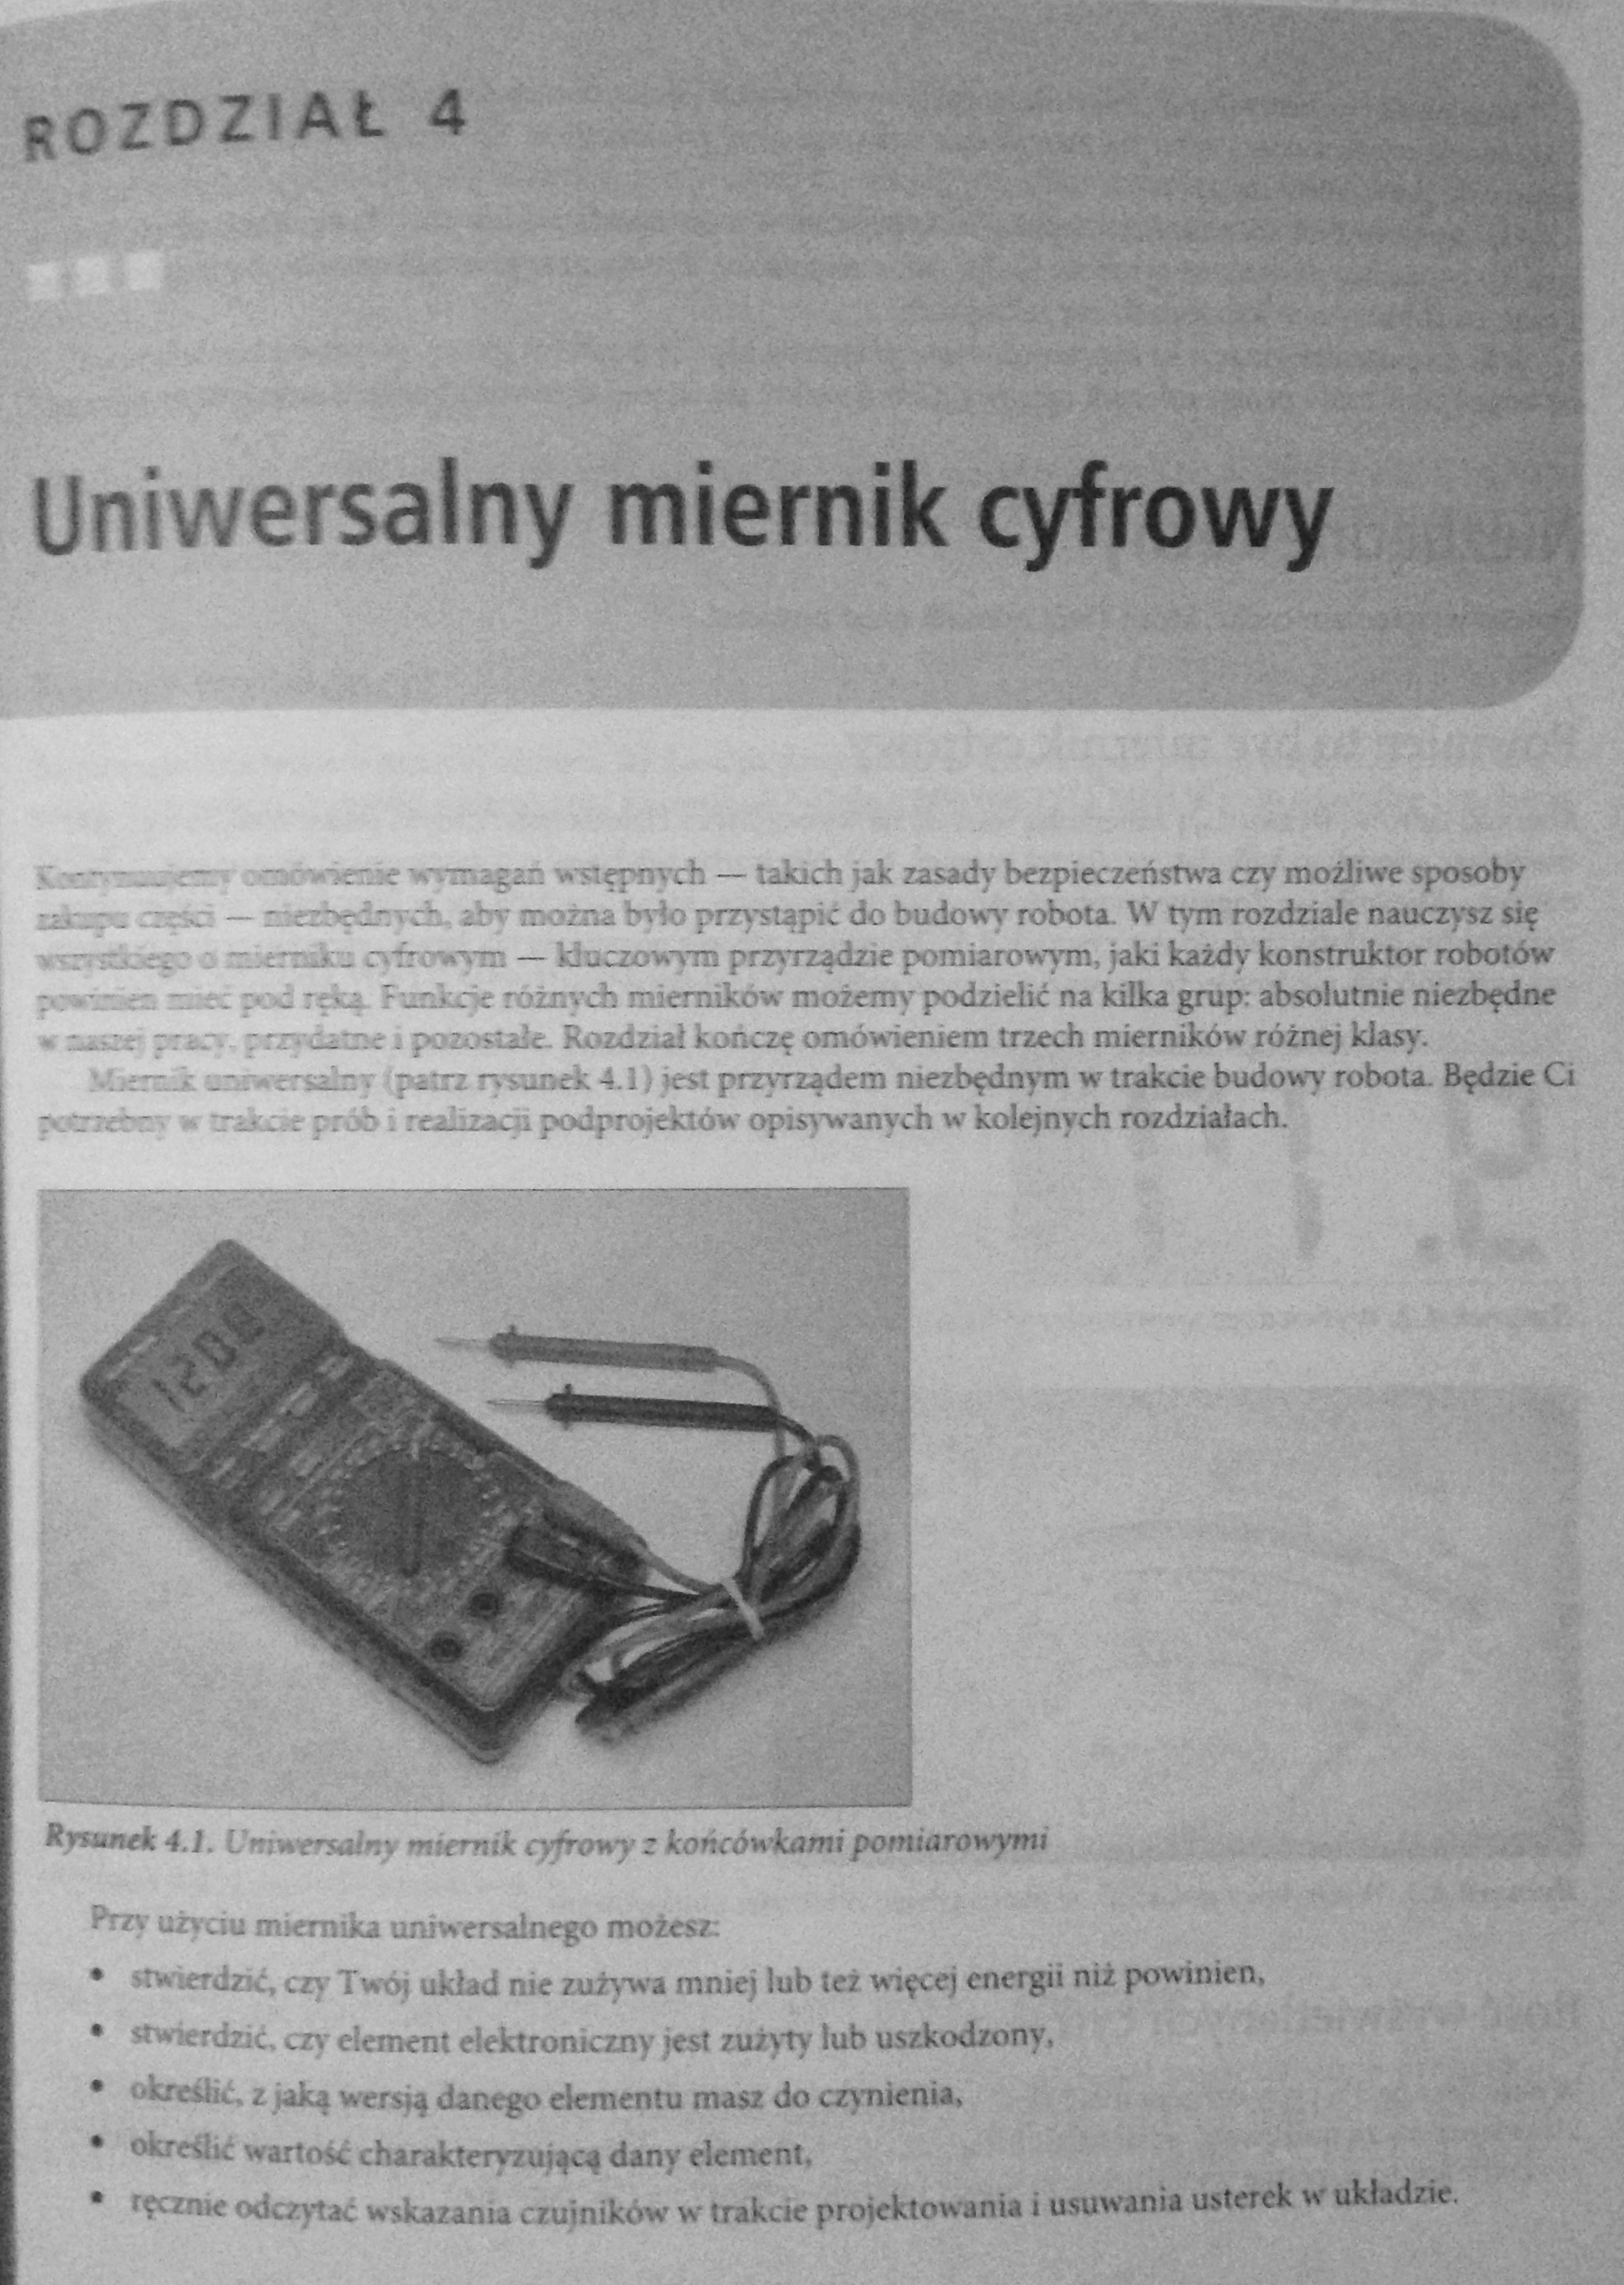 ROZDZIAŁ 4
Uniwersalny miernik cyfrowy
Kontynuujemy omówienie wymagań wstępnych — takich jak zasady bezpieczeństwa czy możliwe sposoby
zakupu części — niezbędnych, aby można było przystąpić do budowy robota. W tym rozdziale nauczysz się
wszystkiego o mierniku cyfrowym — kluczowym przyrządzie pomiarowym, jaki każdy konstruktor robotów
powinien mieć pod ręką. Funkcje różnych mierników możemy podzielić na kilka grup: absolutnie niezbędne
w naszej pracy, przydatne i pozostałe. Rozdział kończę omówieniem trzech mierników różnej klasy.
Miernik uniwersalny (patrz rysunek 4.1) jest przyrządem niezbędnym w trakcie budowy robota. Będzie Ci
potrzebny w trakcie prób i realizacji podprojektów opisywanych w kolejnych rozdziałach.
Rysunek 4.1. Uniwersalny miernik cyfrowy z końcówkami pomiarowymi
Przy użyciu miernika uniwersalnego możesz:
• stwierdzić, czy Twój układ nie zużywa mniej lub też więcej energii niż powinien,
• stwierdzić, czy element elektroniczny jest zużyty lub uszkodzony,
• określić, z jaką wersją danego elementu masz do czynienia,
• określić wartość charakteryzującą dany element,
• ręcznie odczytać wskazania czujników w trakcie projektowania i usuwania usterek w układzie.